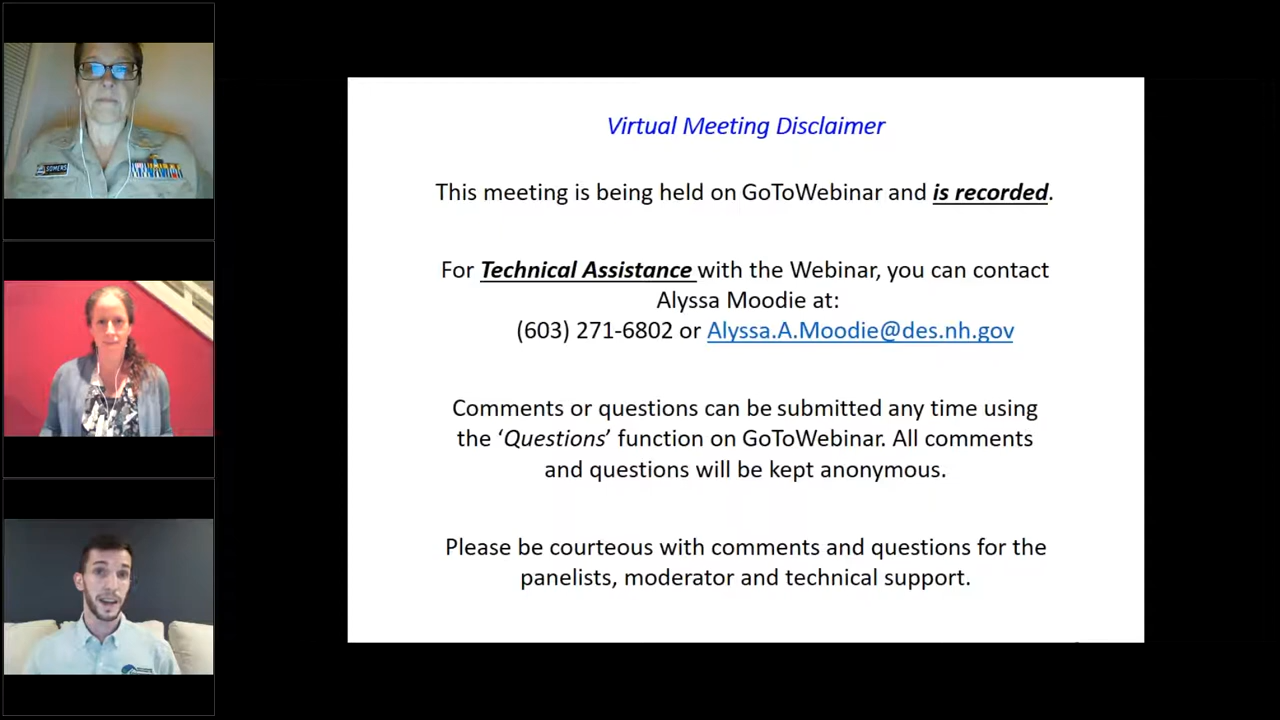 Virtual Meeting Disclaimer
This meeting is being held on GoToWebinar and is recorded.
For Technical Assistance with the Webinar, you can contact
Alyssa Moodie at:
(603) 271-6802 or Alyssa.A.Moodie@des.nh.gov
Comments or questions can be submitted any time using
the ‘Questions’ function on GoToWebinar. All comments
and questions will be kept anonymous.
Please be courteous with comments and questions for the
panelists, moderator and technical support.
SOMERS